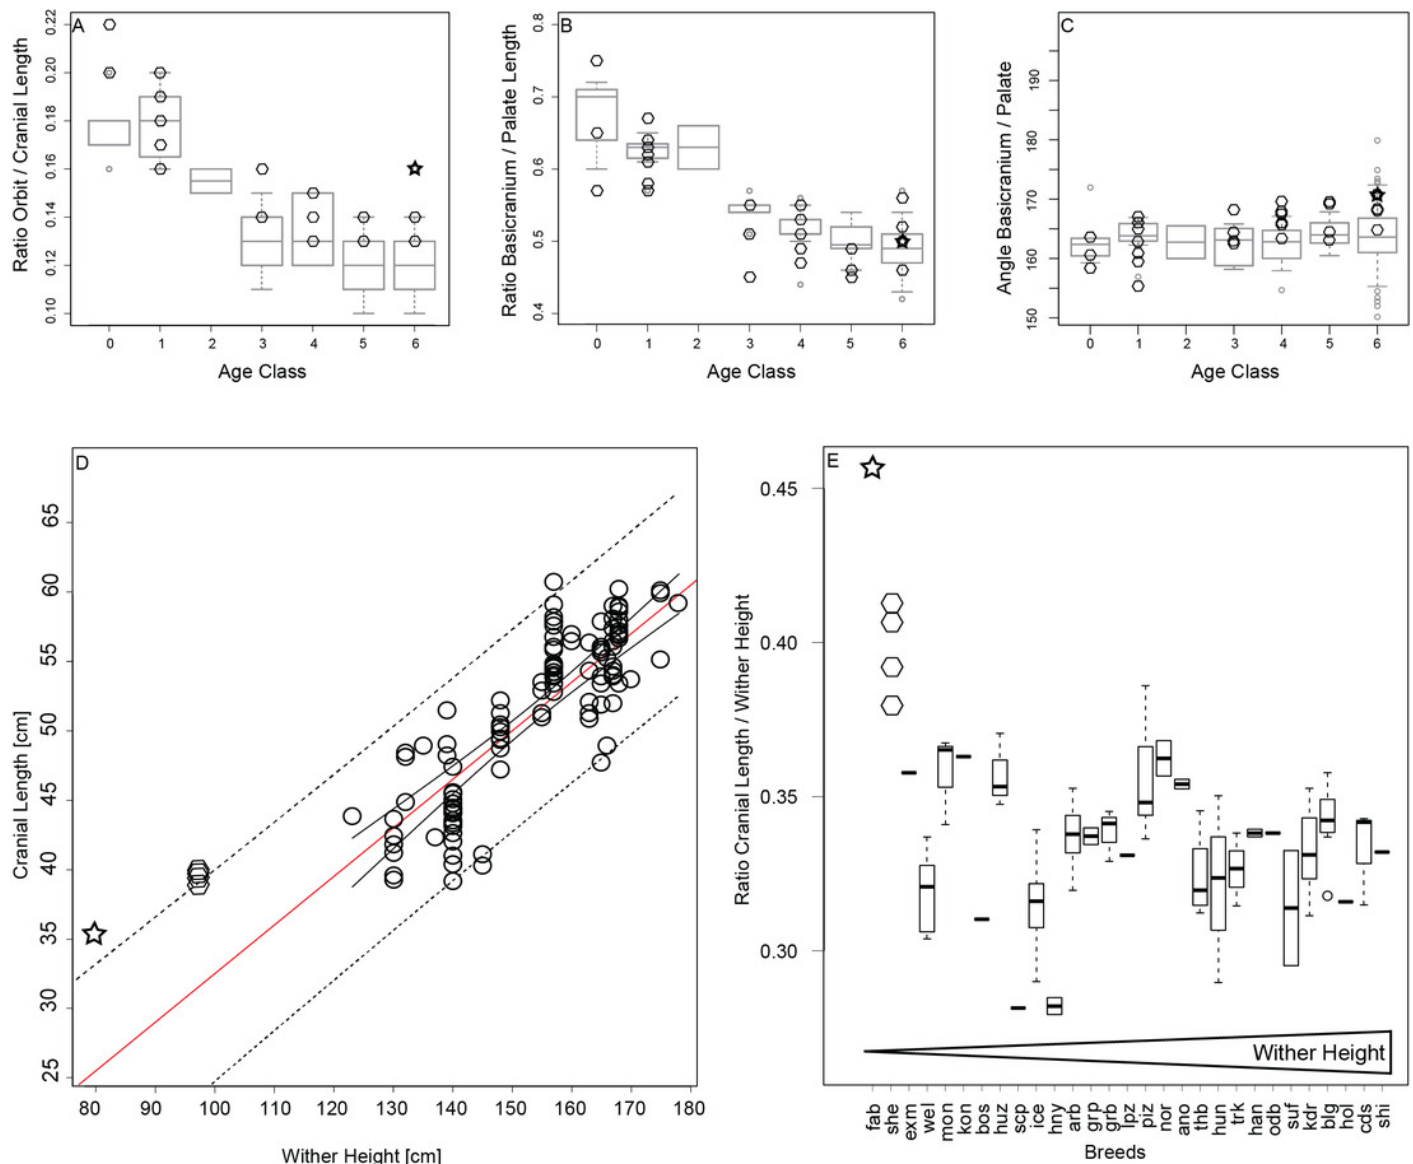 A
Ratio Orbit / Cranial Length
0.22
0.20
0.18
0.16
0.14
0.12
0.10
0 1 2 3 4 5 6
Age Class
B
Ratio Basicranium / Palate Length
0.8
0.7
0.6
0.5
0.4
0 1 2 3 4 5 6
Age Class
C
Angle Basicranium / Palate
190
180
170
160
150
0 1 2 3 4 5 6
Age Class
D
Cranial Length [cm]
65
60
55
50
45
40
35
30
25
80 90 100 110 120 130 140 150 160 170 180
Wither Height [cm]
E
Ratio Cranial Length / Wither Height
0.45
0.40
0.35
0.30
Wither Height
fab she exm wel mon kon bos huz scp ice hny arb grp grb lpz piz nor ano thb hun trk han odb suf kdr blg hol cds shi
Breeds